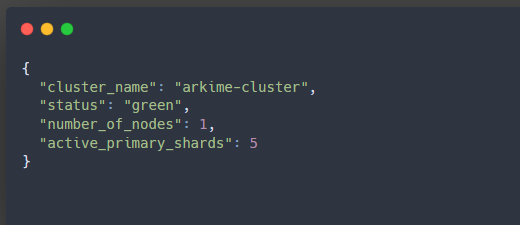 {
  "cluster_name": "arkime-cluster",
  "status": "green",
  "number_of_nodes": 1,
  "active_primary_shards": 5
}